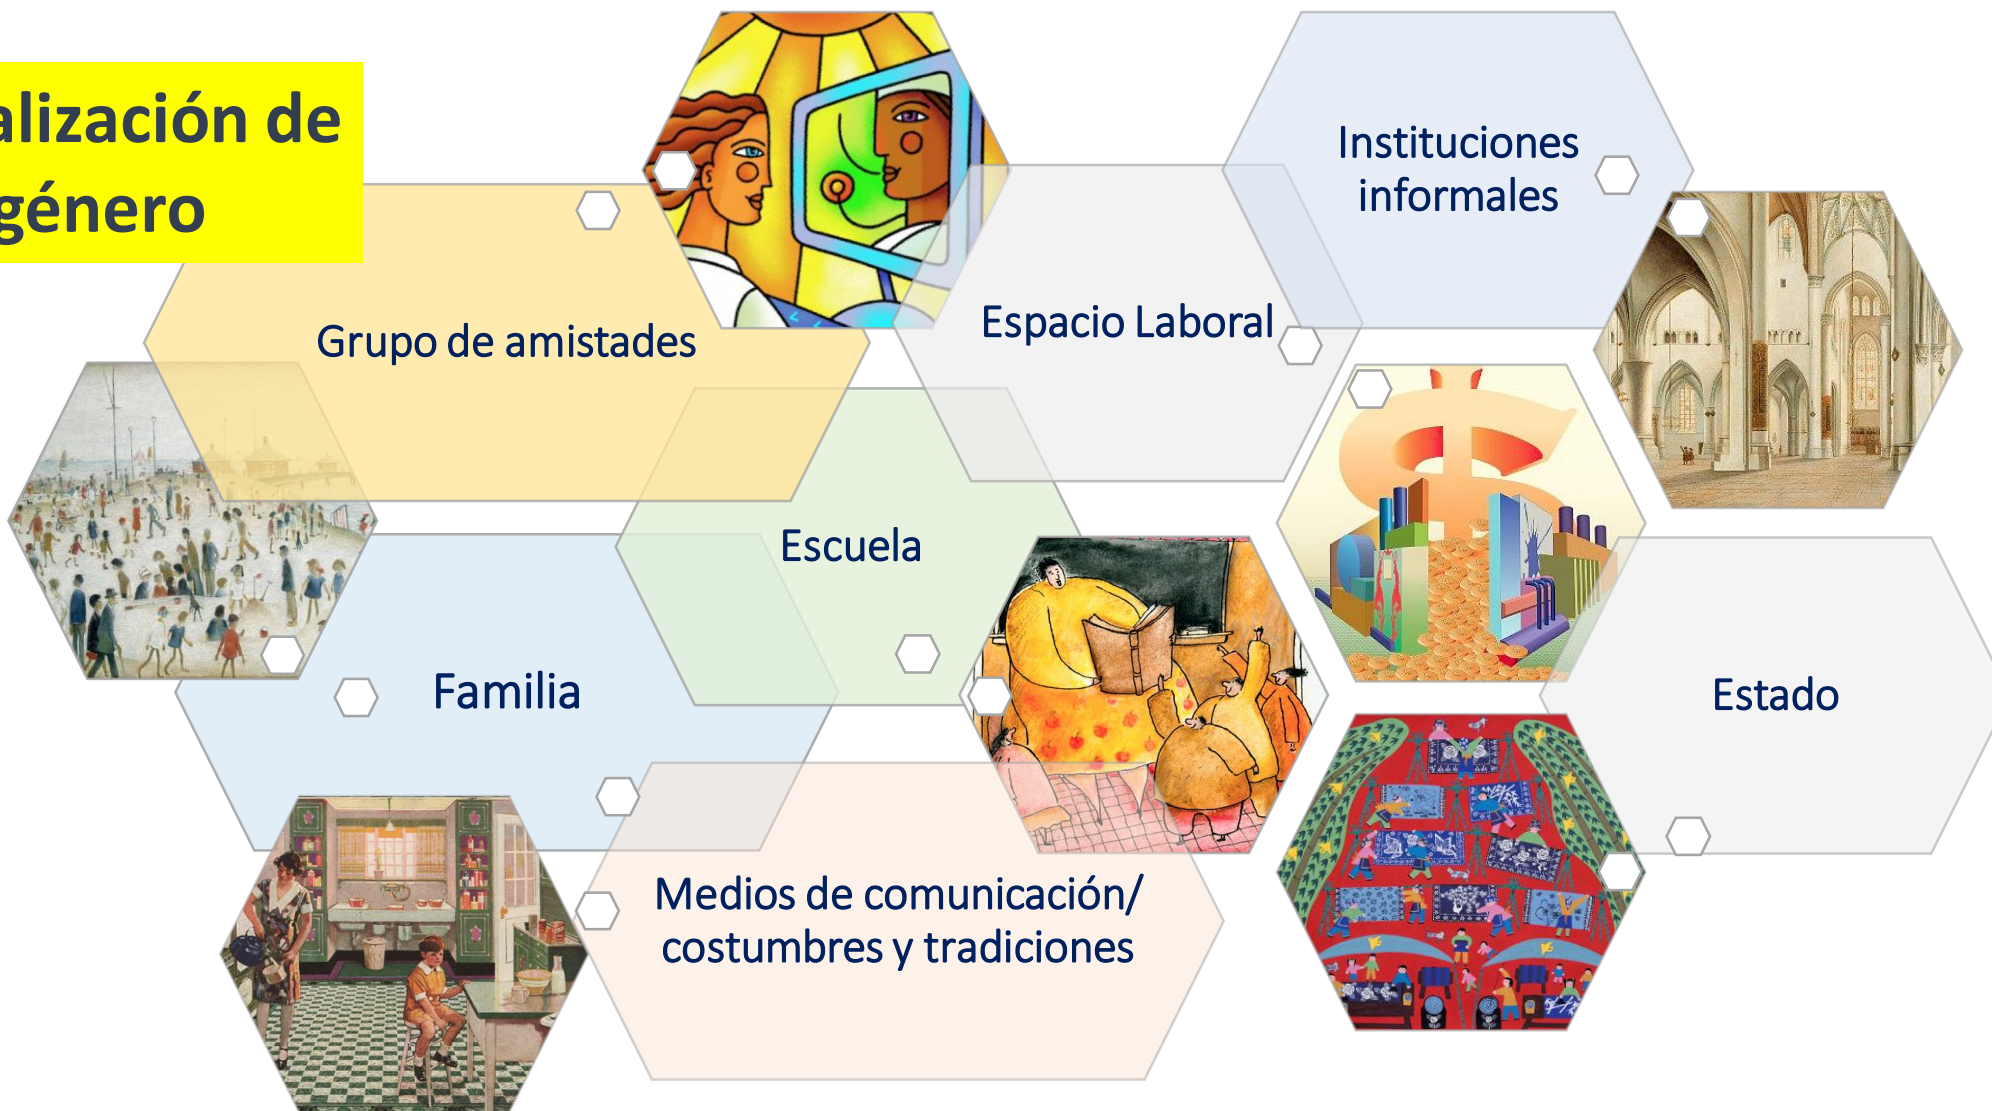 alización de
género
Instituciones
informales
Espacio Laboral
Grupo de amistades
Escuela
Familia
Estado
Medios de comunicación/
costumbres y tradiciones